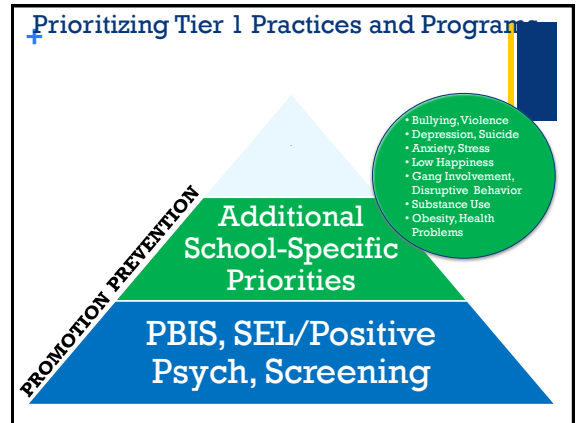 Prioritizing Tier 1 Practices and Programs
+
• Bullying, Violence
• Depression, Suicide
• Anxiety, Stress
• Low Happiness
• Gang Involvement,
Disruptive Behavior
• Substance Use
• Obesity, Health
Problems
PROMOTION PREVENTION
Additional
School-Specific
Priorities
PBIS, SEL/Positive
Psych, Screening